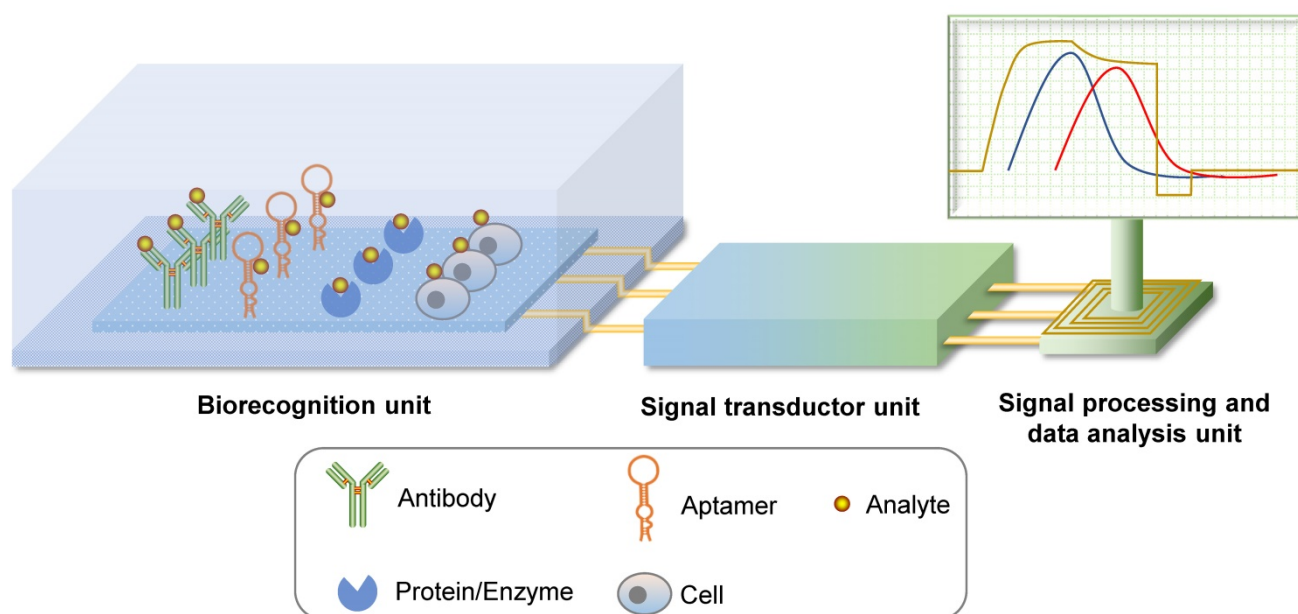 Biorecognition unit
Signal transductor unit
Signal processing and
data analysis unit
Antibody
Aptamer
Analyte
Protein/Enzyme
Cell